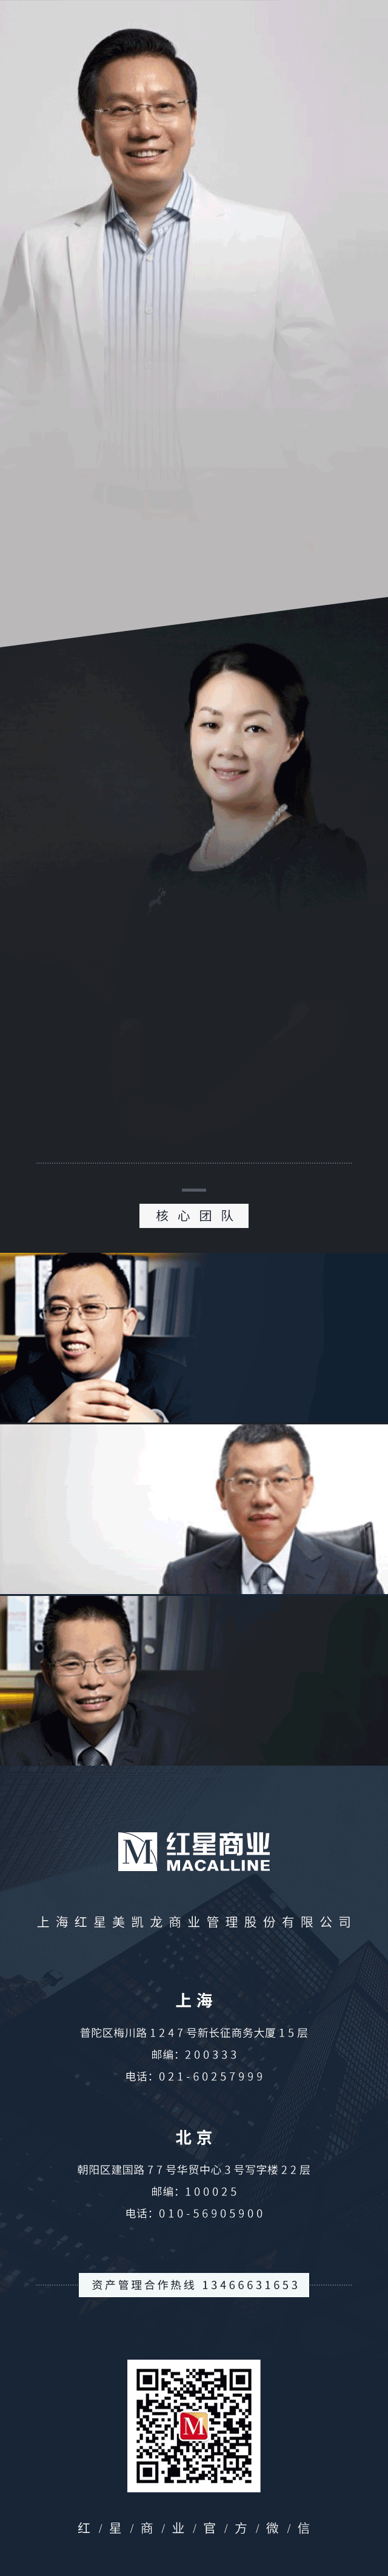 核心团队
M 红星商业
MACALLINE
上海红星美凯龙商业管理股份有限公司
上海
普陀区梅川路1247号新长征商务大厦15层
邮编：200333
电话：021-60257999
北京
朝阳区建国路77号华贸中心3号写字楼22层
邮编：100025
电话：010-56905900
资产管理合作热线 13466631653
M
红/星/商/业/官/方/微/信